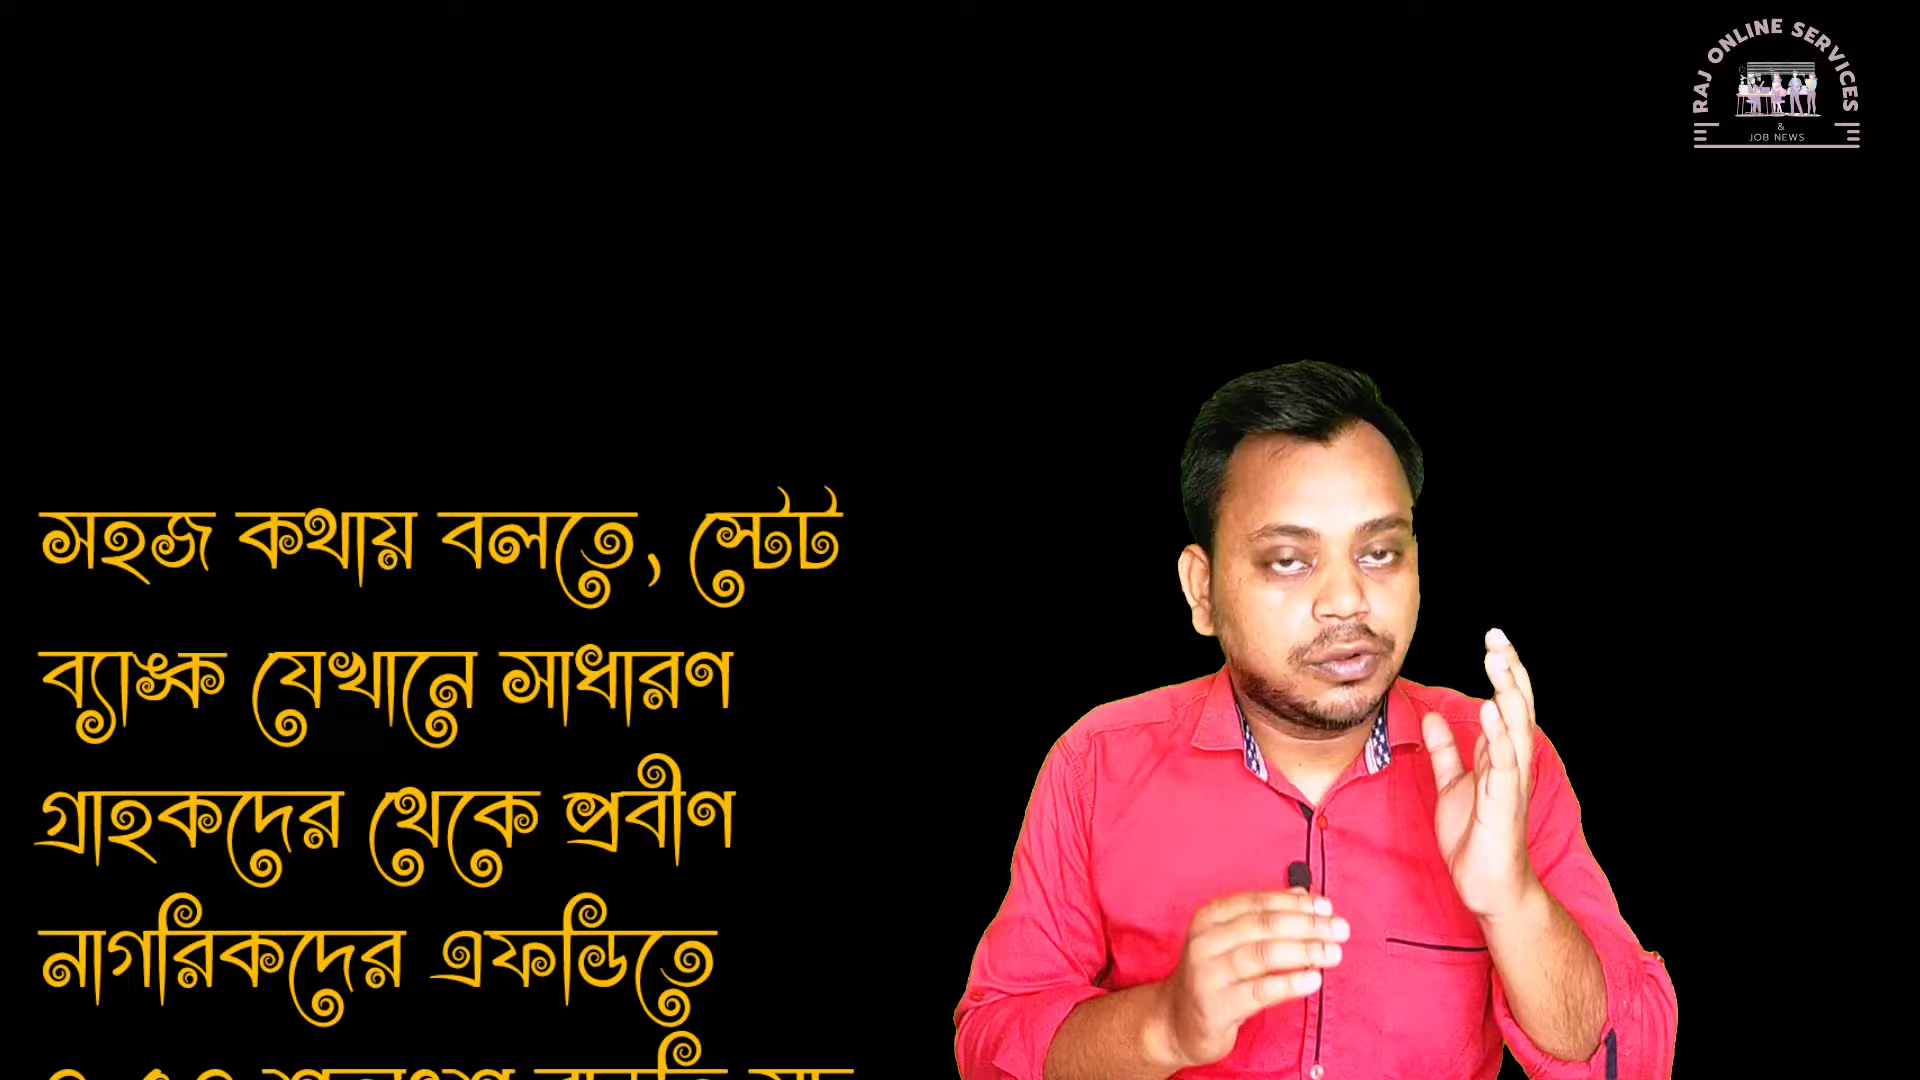 সহজ কথায় বলতে, স্টেট
ব্যাঙ্ক যেখানে সাধারণ
গ্রাহকদের থেকে প্রবীণ
নাগরিকদের এফডিতে
RAJ ONLINE SERVICES
&
JOB NEWS